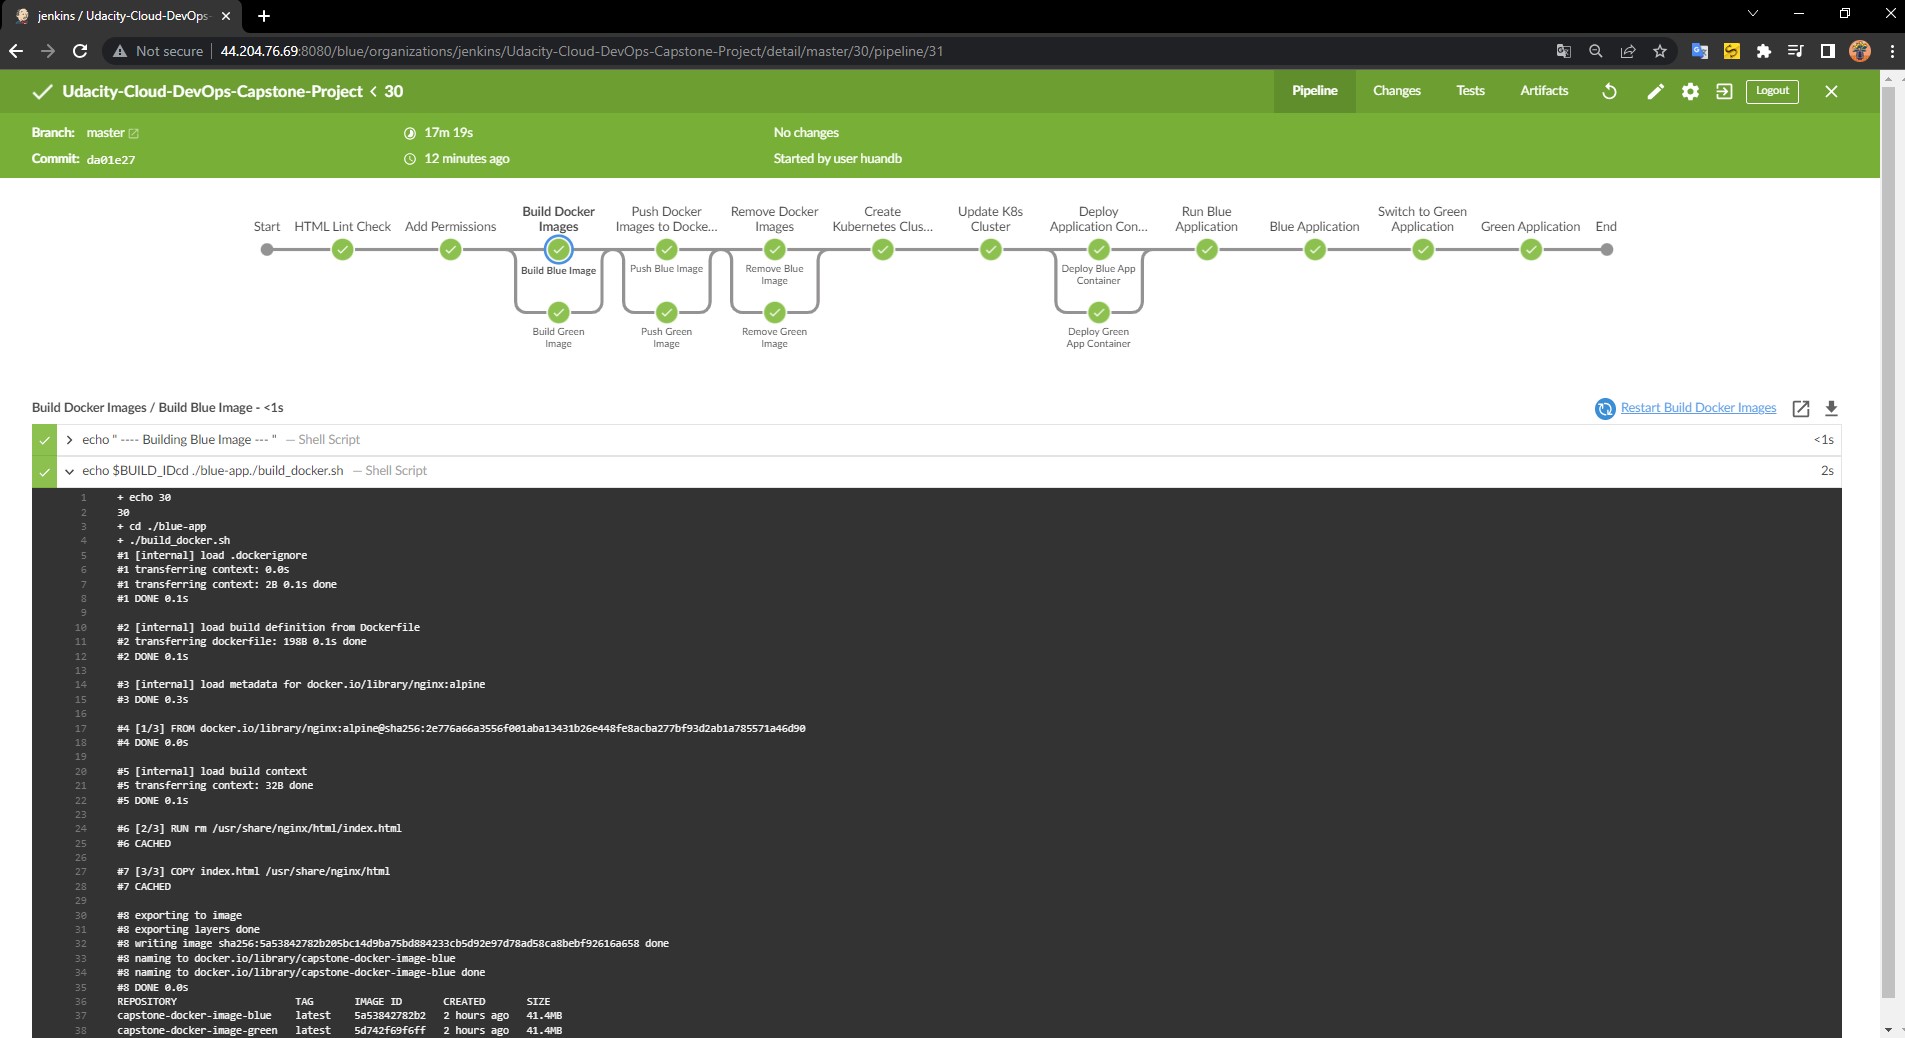 jenkins / Udacity-Cloud-DevOps-
Not secure 44.204.76.69:8080/blue/organizations/jenkins/Udacity-Cloud-DevOps-Capstone-Project/detail/master/30/pipeline/31
Udacity-Cloud-DevOps-Capstone-Project < 30
Pipeline Changes Tests Artifacts Logout
Branch: master 17m 19s No changes
Commit: da01e27 12 minutes ago Started by user huandb
Start
HTML Lint Check
Add Permissions
Build Docker
Images
Push Docker
Images to Docke...
Remove Docker
Images
Create
Kubernetes Clus...
Update K8s
Cluster
Deploy
Application Con...
Run Blue
Application
Blue Application
Switch to Green
Application
Green Application
End
Build Blue Image
Push Blue Image
Remove Blue
Image
Deploy Blue App
Container
Build Green
Image
Push Green
Image
Remove Green
Image
Deploy Green
App Container
Build Docker Images / Build Blue Image - <1s
Restart Build Docker Images
echo " ---- Building Blue Image --- " — Shell Script <1s
echo $BUILD_IDcd ./blue-app./build_docker.sh — Shell Script 2s
1 + echo 30
2 30
3 + cd ./blue-app
4 + ./build_docker.sh
5 #1 [internal] load .dockerignore
6 #1 transferring context: 0.0s
7 #1 transferring context: 2B 0.1s done
8 #1 DONE 0.1s
9
10 #2 [internal] load build definition from Dockerfile
11 #2 transferring dockerfile: 198B 0.1s done
12 #2 DONE 0.1s
13
14 #3 [internal] load metadata for docker.io/library/nginx:alpine
15 #3 DONE 0.3s
16
17 #4 [1/3] FROM docker.io/library/nginx:alpine@sha256:2e776a66a3556f001aba13431b26e448fe8acba277bf93d2ab1a785571a46d90
18 #4 DONE 0.0s
19
20 #5 [internal] load build context
21 #5 transferring context: 32B done
22 #5 DONE 0.1s
23
24 #6 [2/3] RUN rm /usr/share/nginx/html/index.html
25 #6 CACHED
26
27 #7 [3/3] COPY index.html /usr/share/nginx/html
28 #7 CACHED
29
30 #8 exporting to image
31 #8 exporting layers done
32 #8 writing image sha256:5a53842782b205bc14d9ba75bd884233cb5d92e97d78ad58ca8bebf92616a658 done
33 #8 naming to docker.io/library/capstone-docker-image-blue
34 #8 naming to docker.io/library/capstone-docker-image-blue done
35 #8 DONE 0.0s
36 REPOSITORY TAG IMAGE ID CREATED SIZE
37 capstone-docker-image-blue latest 5a53842782b2 2 hours ago 41.4MB
38 capstone-docker-image-green latest 5d742f69f6ff 2 hours ago 41.4MB